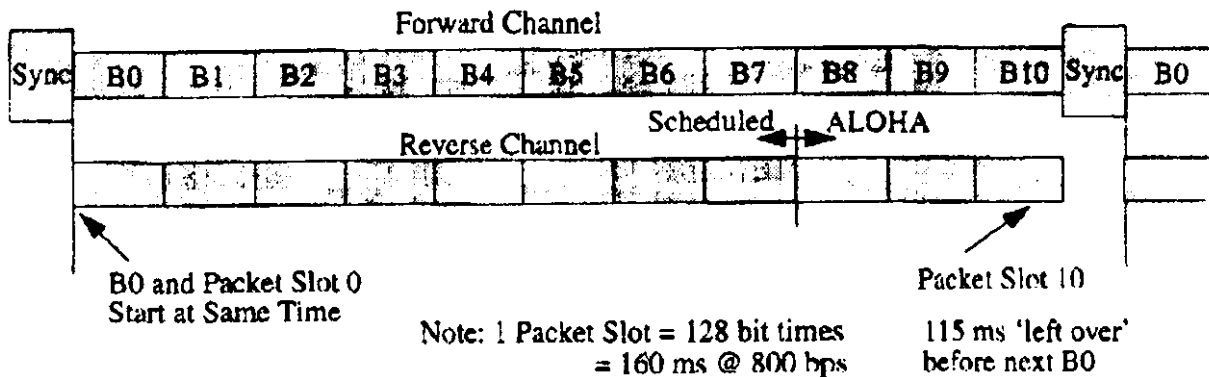 Forward Channel
Sync B0 B1 B2 B3 B4 B5 B6 B7 B8 B9 B10 Sync B0
Scheduled ALOHA
Reverse Channel
B0 and Packet Slot 0
Start at Same Time
Packet Slot 10
Note: 1 Packet Slot = 128 bit times
= 160 ms @ 800 bps
115 ms 'left over'
before next B0